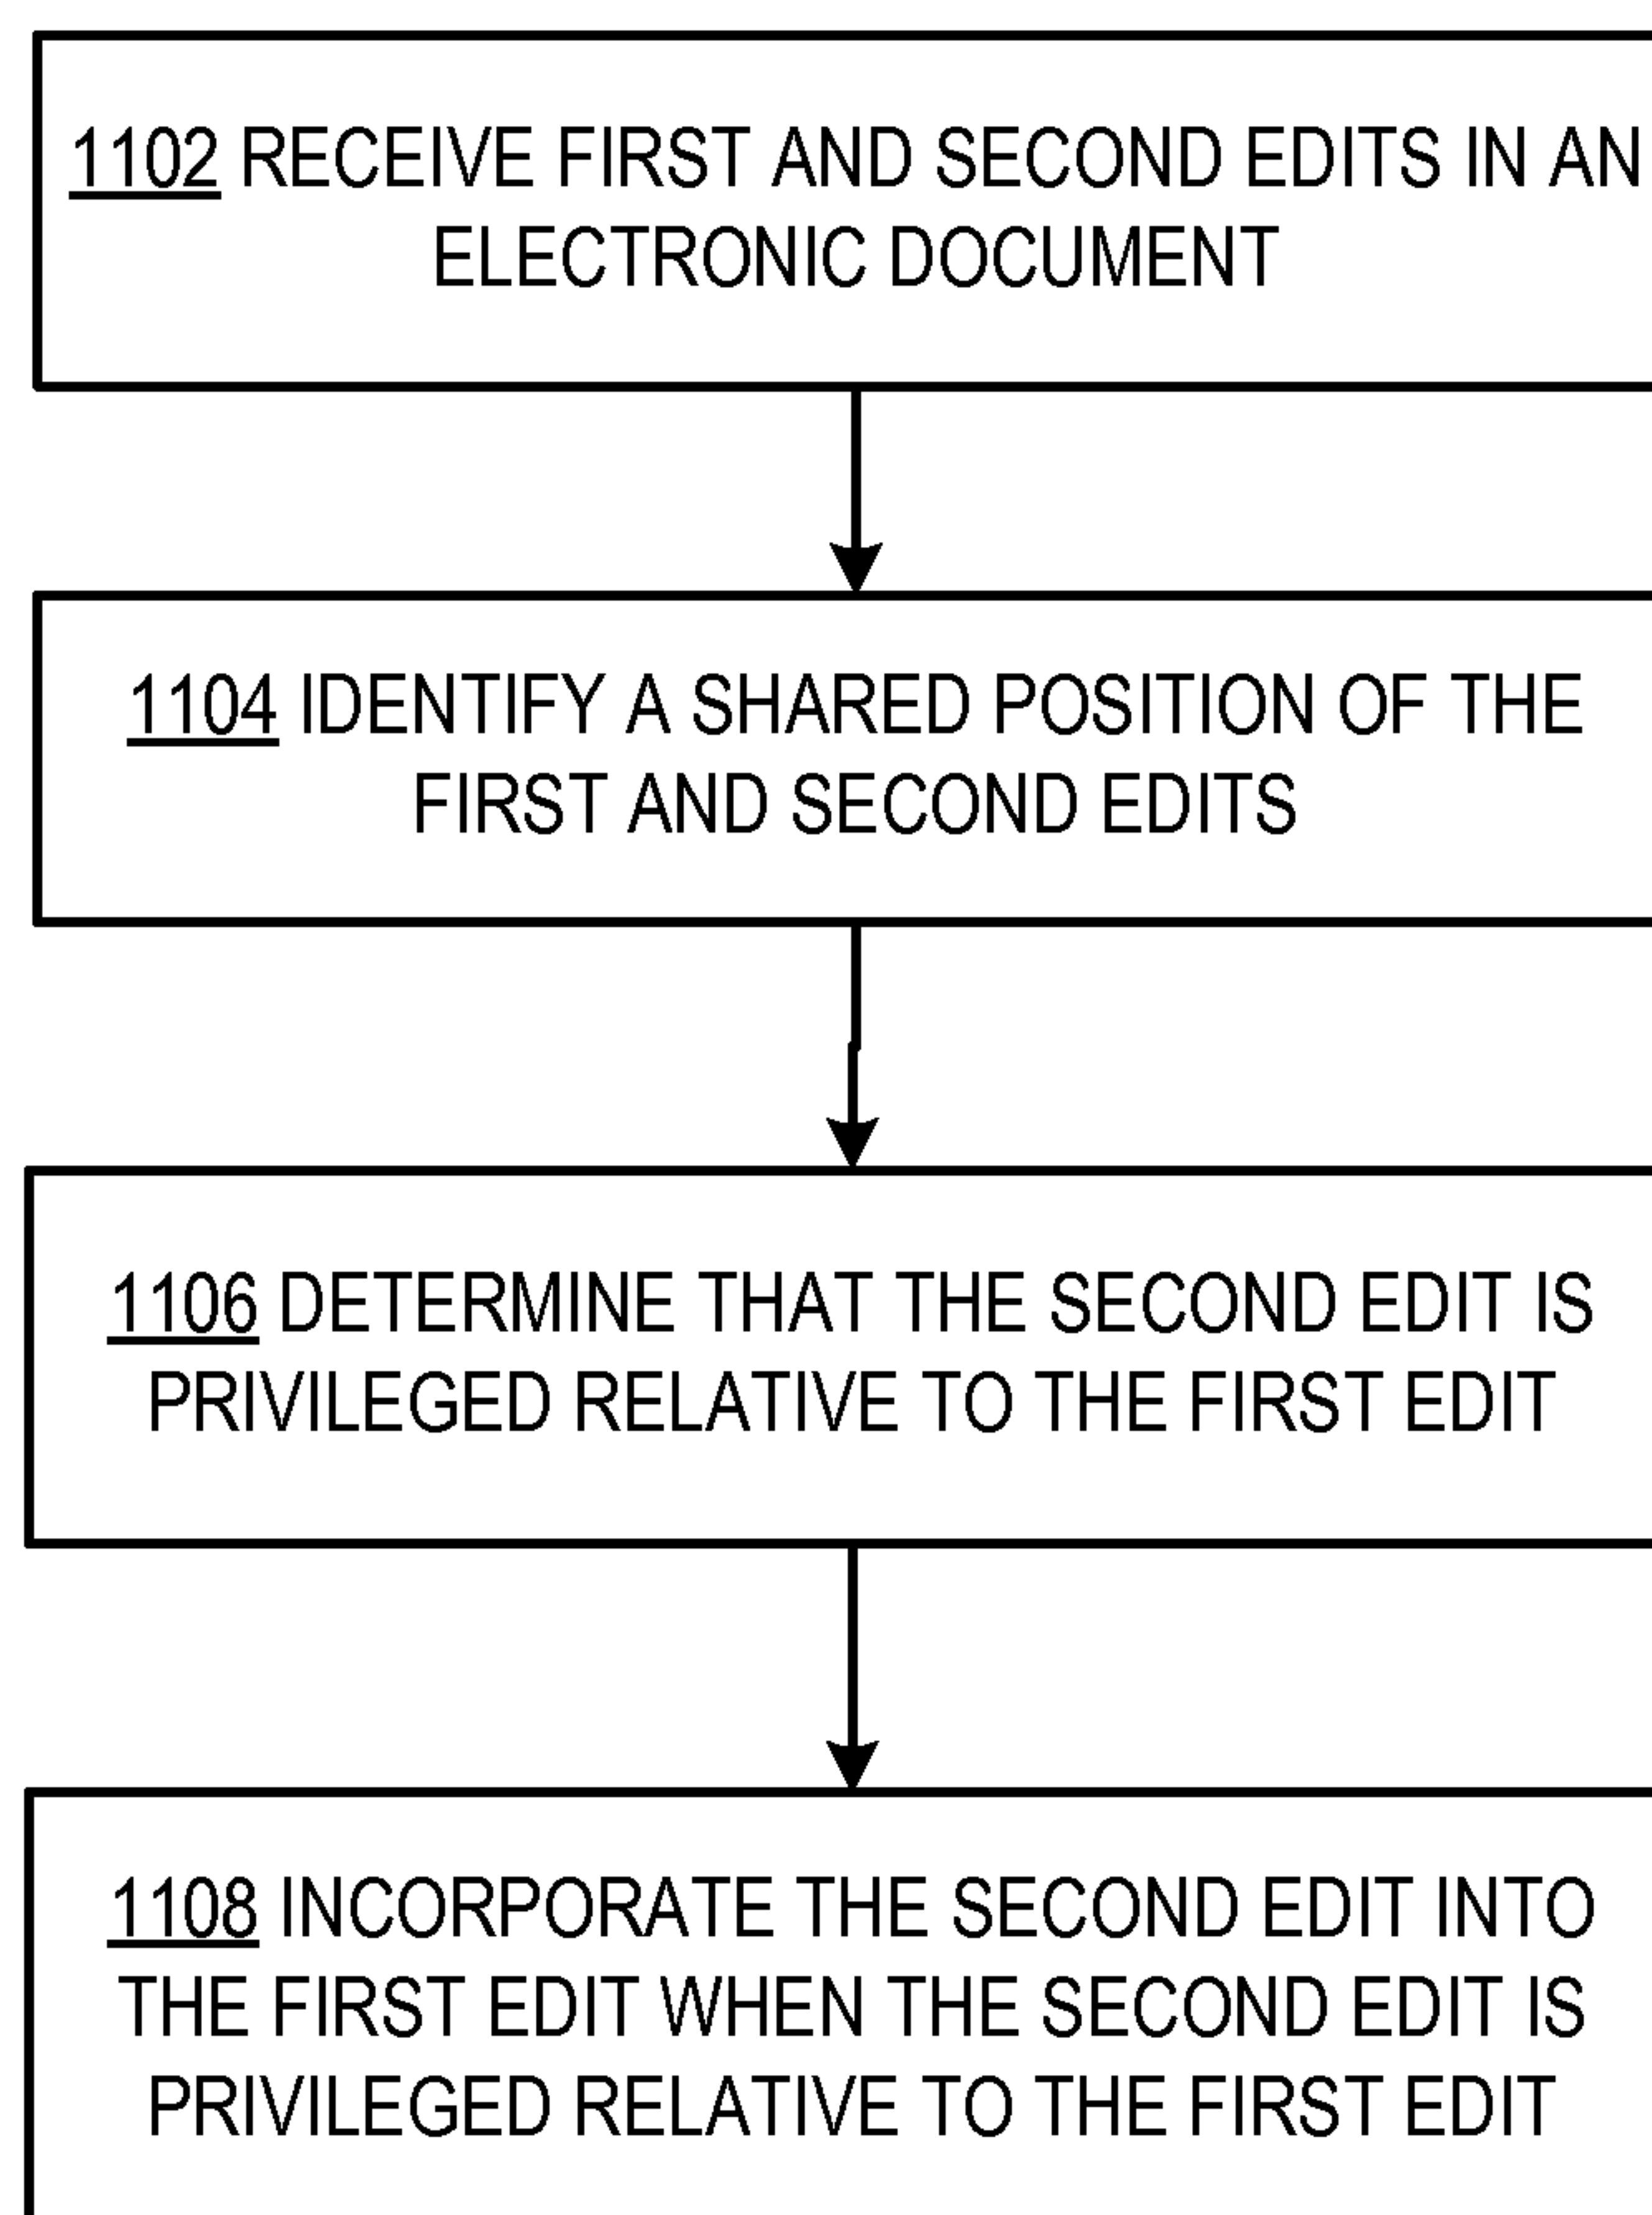 1102 RECEIVE FIRST AND SECOND EDITS IN AN
ELECTRONIC DOCUMENT
1104 IDENTIFY A SHARED POSITION OF THE
FIRST AND SECOND EDITS
1106 DETERMINE THAT THE SECOND EDIT IS
PRIVILEGED RELATIVE TO THE FIRST EDIT
1108 INCORPORATE THE SECOND EDIT INTO
THE FIRST EDIT WHEN THE SECOND EDIT IS
PRIVILEGED RELATIVE TO THE FIRST EDIT